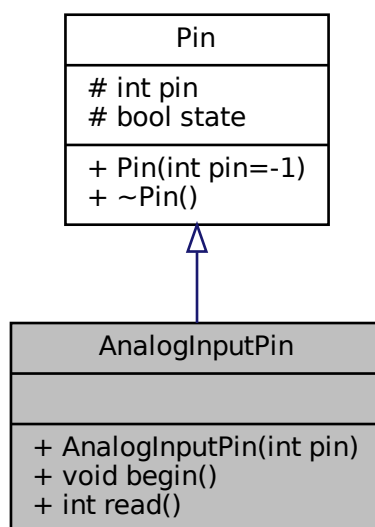 Pin
# int pin
# bool state
+ Pin(int pin=-1)
+ ~Pin()
AnalogInputPin
+ AnalogInputPin(int pin)
+ void begin()
+ int read()